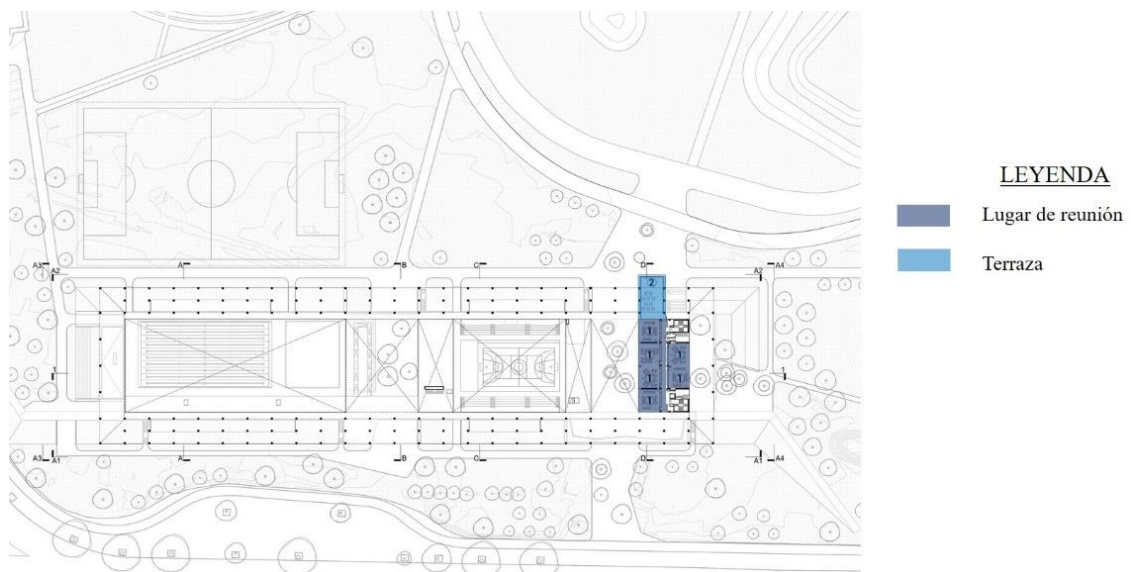 LEYENDA
Lugar de reunión
Terraza
A3 A2 A B C D A2 A4
2
1
1 1
1 1
1
1 1
A3 A1 A B C D A1 A4